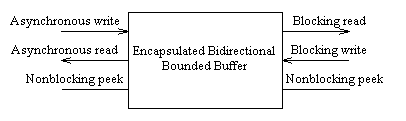 Asynchronous write
Blocking read
Asynchronous read
Encapsulated Bidirectional
Bounded Buffer
Blocking write
Nonblocking peek
Nonblocking peek